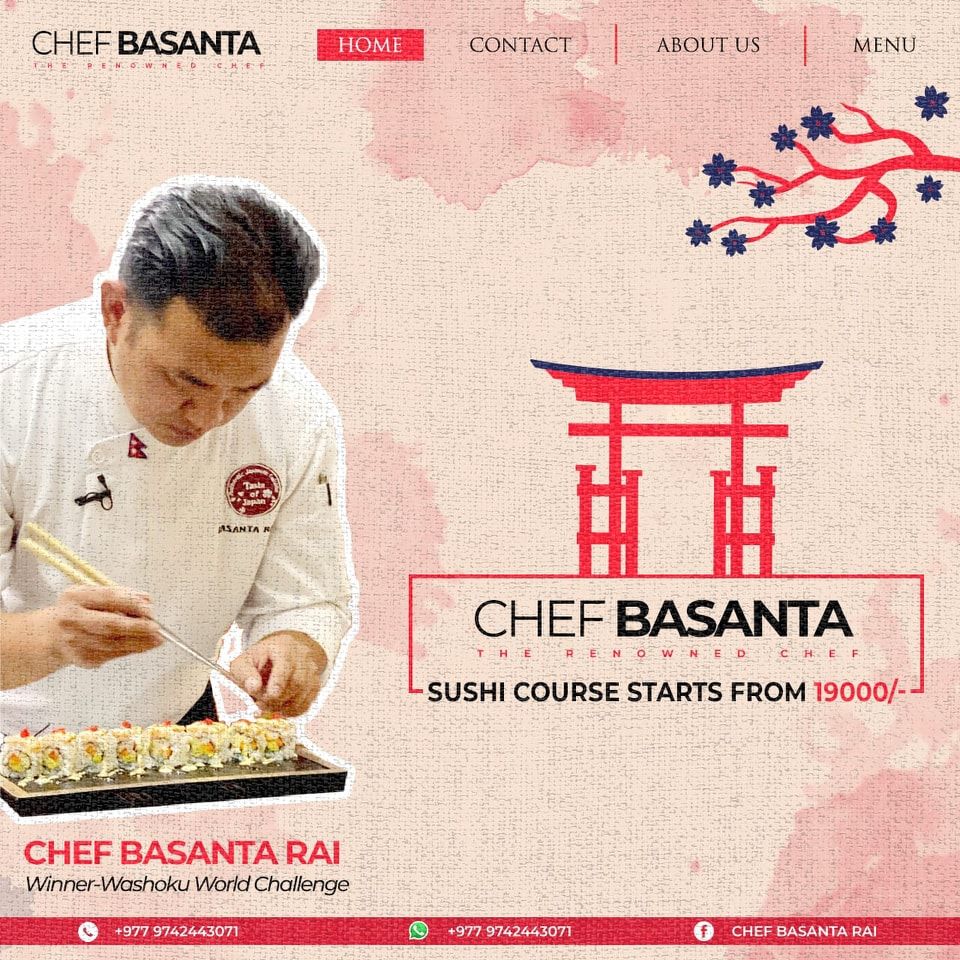 CHEF BASANTA
THE RENOWNED CHEF
HOME
CONTACT
ABOUT US
MENU
Taste
of
Japan
CHEF BASANTA
THE RENOWNED CHEF
SUSHI COURSE STARTS FROM 19000/-
CHEF BASANTA RAI
Winner-Washoku World Challenge
+977 9742443071
+977 9742443071
CHEF BASANTA RAI